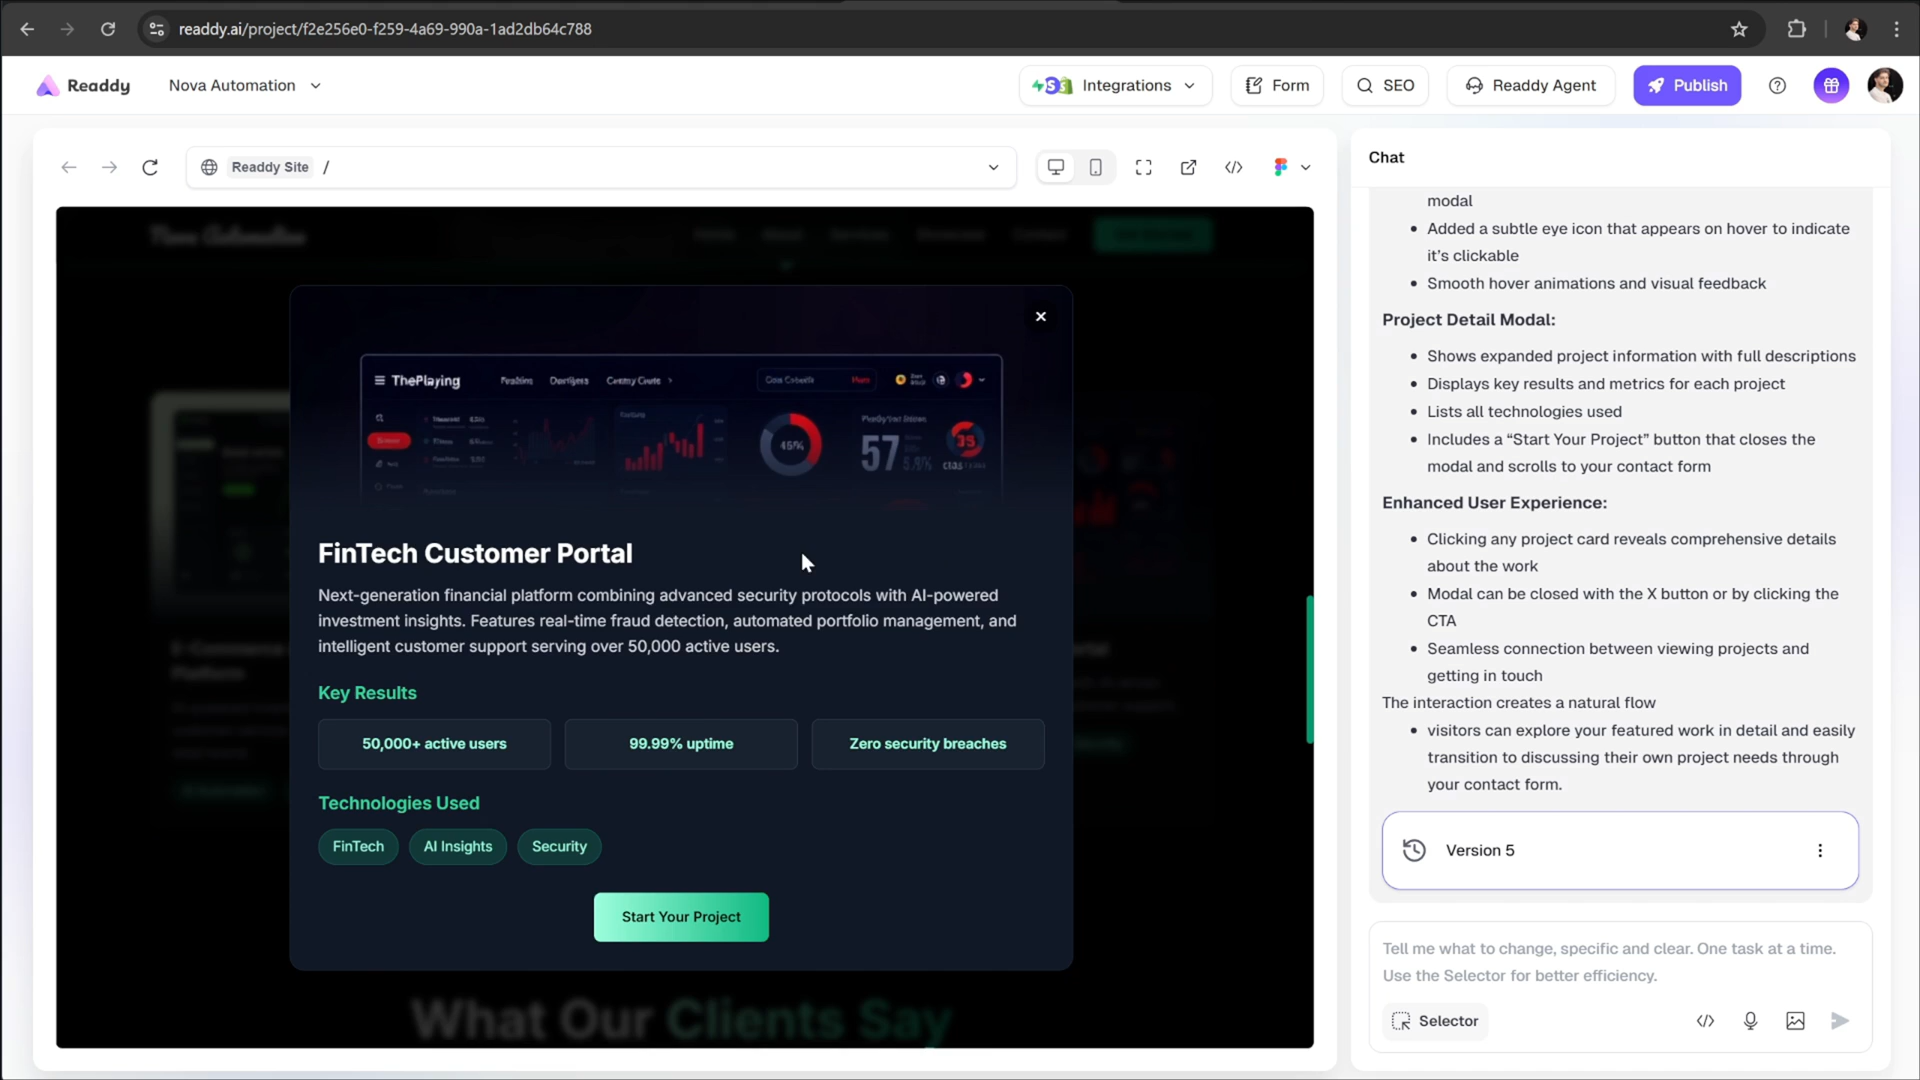 readdy.ai/project/f2e256e0-f259-4a69-990a-1ad2db64c788
Readdy
Nova Automation
Integrations
Form
SEO
Readdy Agent
Publish
Readdy Site
/
ThePlaying
45%
57
35
FinTech Customer Portal
Next-generation financial platform combining advanced security protocols with AI-powered
investment insights. Features real-time fraud detection, automated portfolio management, and
intelligent customer support serving over 50,000 active users.
Key Results
50,000+ active users
99.99% uptime
Zero security breaches
Technologies Used
FinTech
AI Insights
Security
Start Your Project
What Our Clients Say
Chat
modal
• Added a subtle eye icon that appears on hover to indicate
it’s clickable
• Smooth hover animations and visual feedback
Project Detail Modal:
• Shows expanded project information with full descriptions
• Displays key results and metrics for each project
• Lists all technologies used
• Includes a “Start Your Project” button that closes the
modal and scrolls to your contact form
Enhanced User Experience:
• Clicking any project card reveals comprehensive details
about the work
• Modal can be closed with the X button or by clicking the
CTA
• Seamless connection between viewing projects and
getting in touch
The interaction creates a natural flow
• visitors can explore your featured work in detail and easily
transition to discussing their own project needs through
your contact form.
Version 5
Tell me what to change, specific and clear. One task at a time.
Use the Selector for better efficiency.
Selector